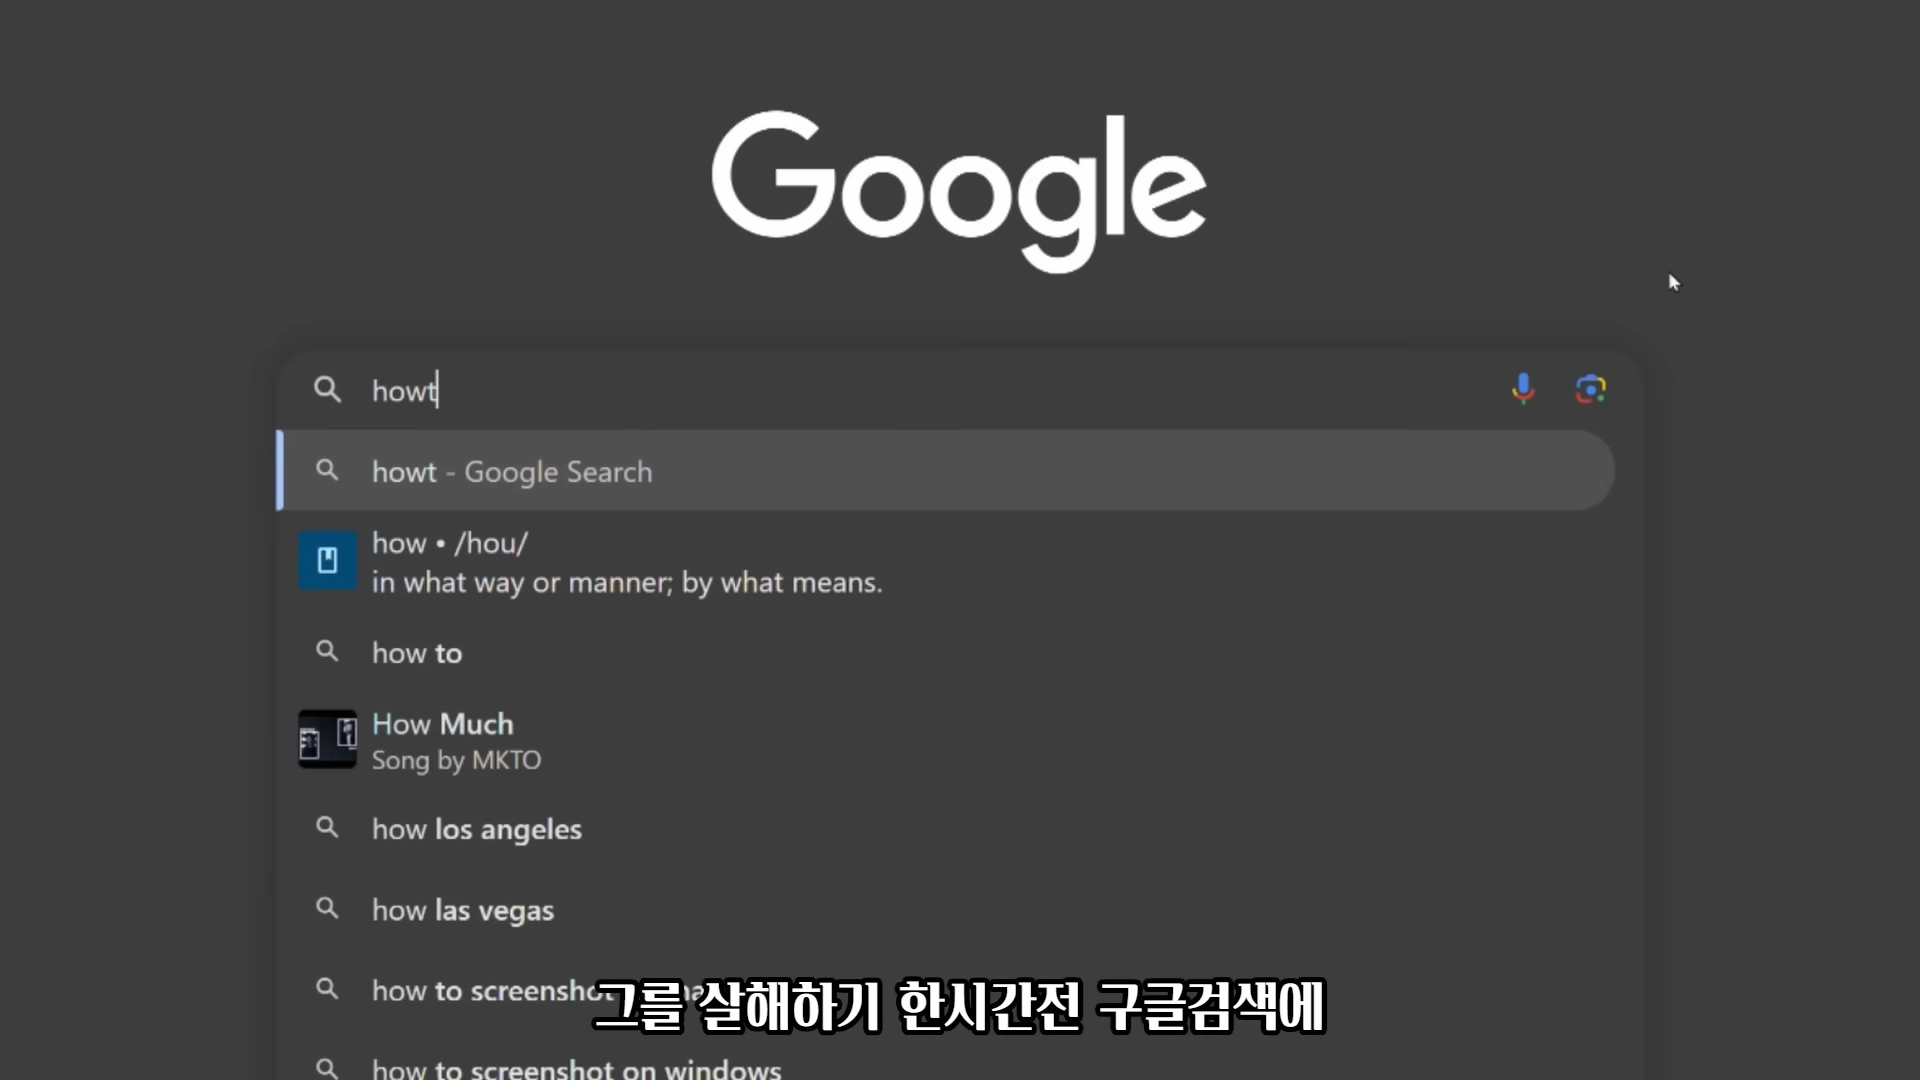 Google
howt
howt - Google Search
how • /hou/
in what way or manner; by what means.
how to
How Much
Song by MKTO
how los angeles
how las vegas
how to screenshot
그를 살해하기 한시간전 구글검색에
how to screenshot on windows